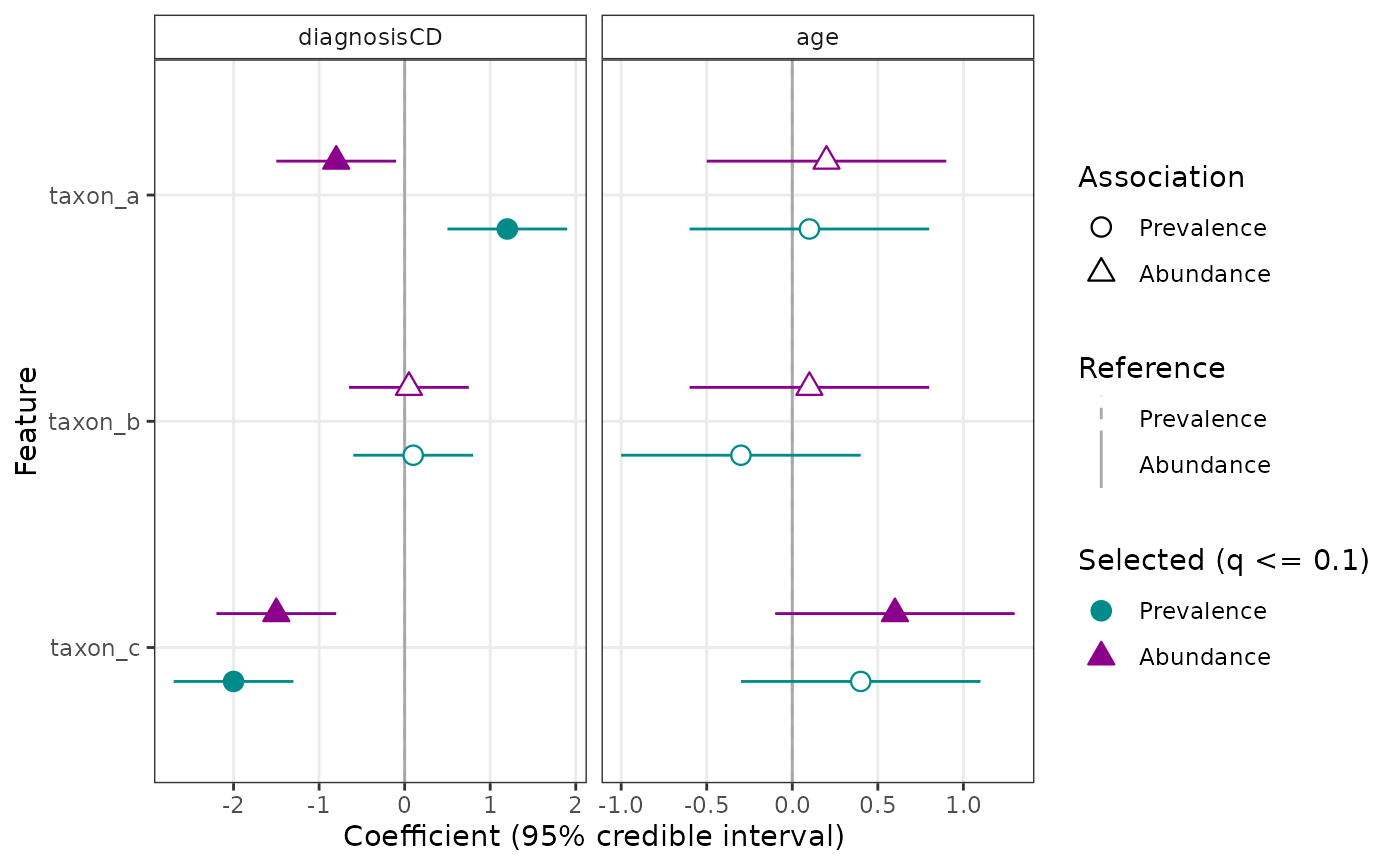 diagnosisCD
age
Feature
taxon_a
taxon_b
taxon_c
-2 -1 0 1 2
-1.0 -0.5 0.0 0.5 1.0
Coefficient (95% credible interval)
Association
Prevalence
Abundance
Reference
Prevalence
Abundance
Selected (q <= 0.1)
Prevalence
Abundance